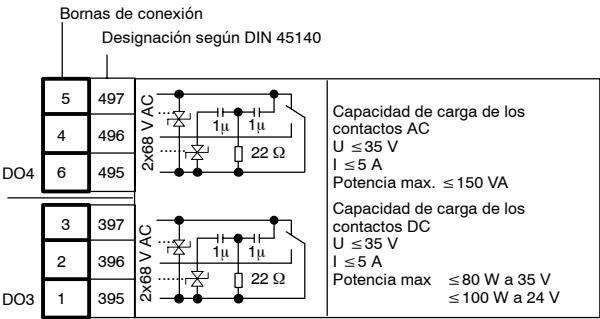 Bornas de conexión
Designación según DIN 45140
5 497
4 496
DO4 6 495
2x68 V AC
1µ 1µ
22 Ω
Capacidad de carga de los
contactos AC
U ≤35 V
I ≤5 A
Potencia max. ≤150 VA
3 397
2 396
DO3 1 395
2x68 V AC
1µ 1µ
22 Ω
Capacidad de carga de los
contactos DC
U ≤35 V
I ≤5 A
Potencia max ≤80 W a 35 V
≤100 W a 24 V